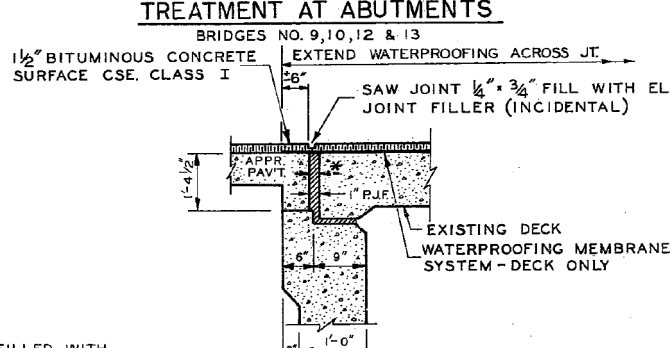 TREATMENT AT ABUTMENTS
BRIDGES NO. 9,10,12 & 13
1½" BITUMINOUS CONCRETE
SURFACE CSE. CLASS I
EXTEND WATERPROOFING ACROSS JT.
±6"
SAW JOINT ¼" x ¾" FILL WITH EL
JOINT FILLER (INCIDENTAL)
APPR.
PAV'T.
*
1'-4½"
1" P.J.F.
EXISTING DECK
WATERPROOFING MEMBRANE
SYSTEM-DECK ONLY
6" 9"
1'-0"
FILLED WITH